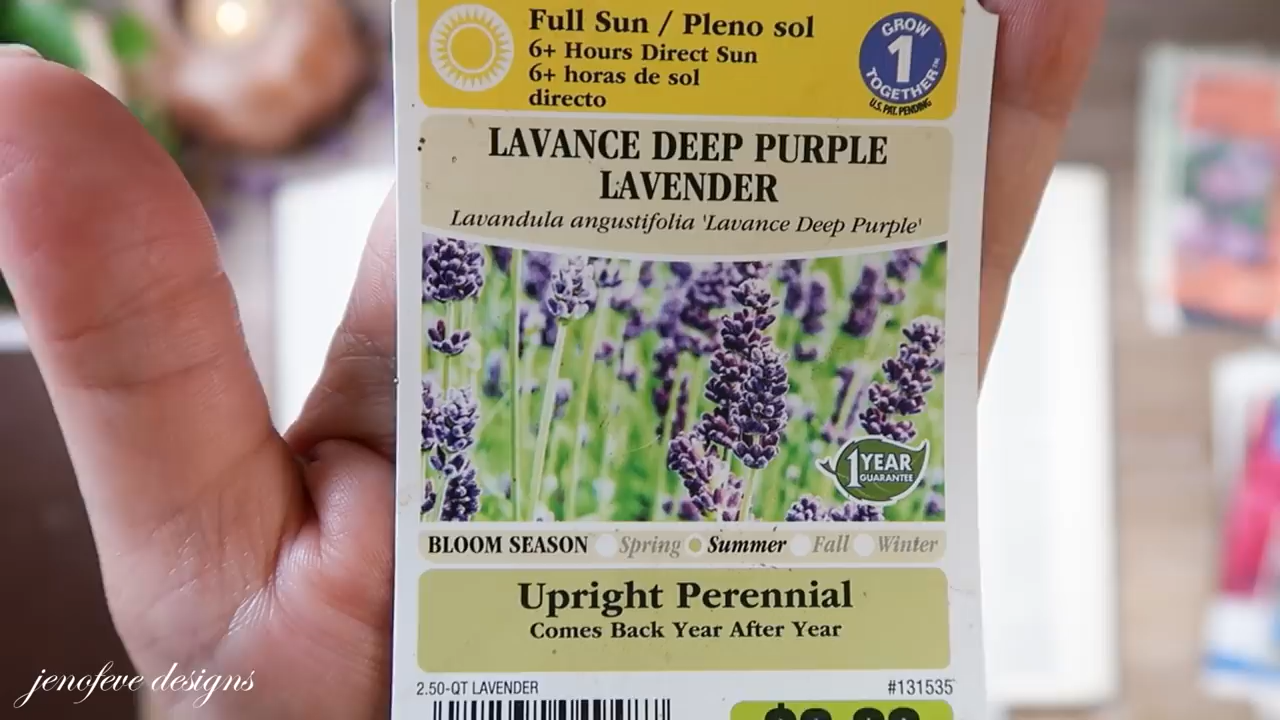 Full Sun / Pleno sol
6+ Hours Direct Sun
6+ horas de sol
directo
GROW
1
TOGETHER™
U.S. PAT. PENDING
LAVANCE DEEP PURPLE
LAVENDER
Lavandula angustifolia 'Lavance Deep Purple'
1 YEAR
GUARANTEE
BLOOM SEASON Spring Summer Fall Winter
Upright Perennial
Comes Back Year After Year
2.50-QT LAVENDER #131535
jenofeve designs